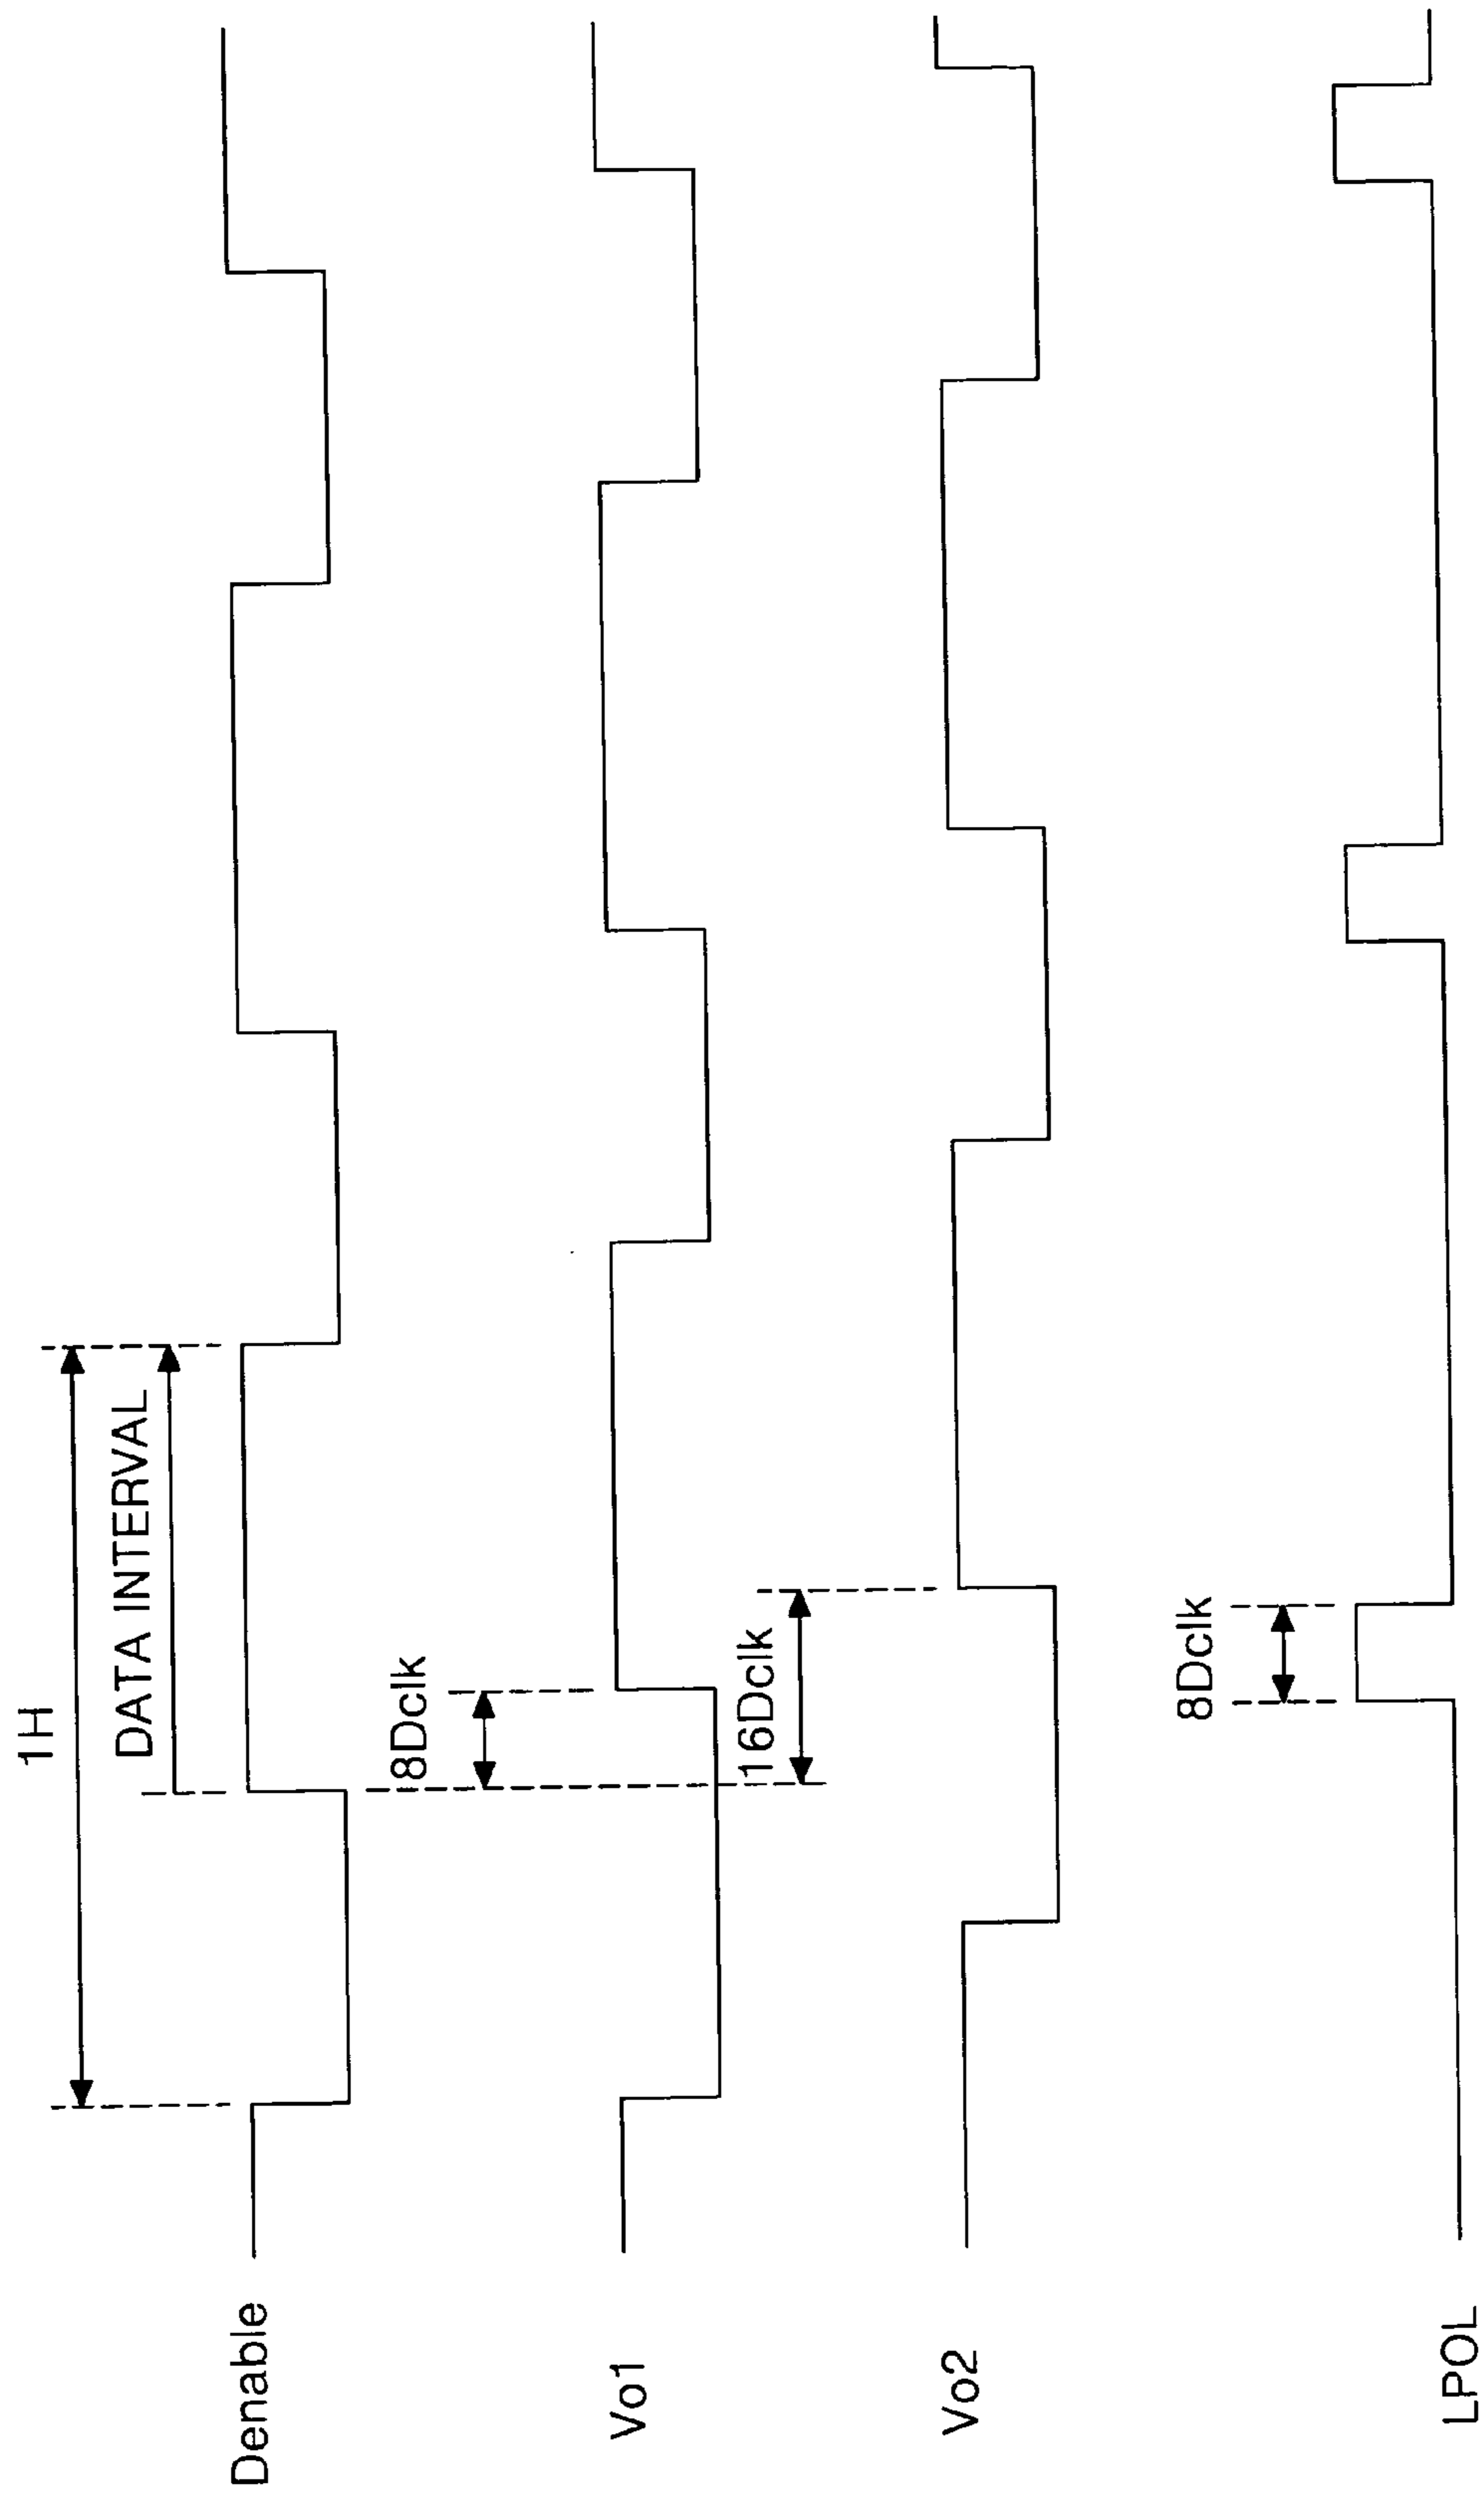 1H
DATA INTERVAL
Denable
8Dclk
Vo1
16Dclk
Vo2
8Dclk
LPOL